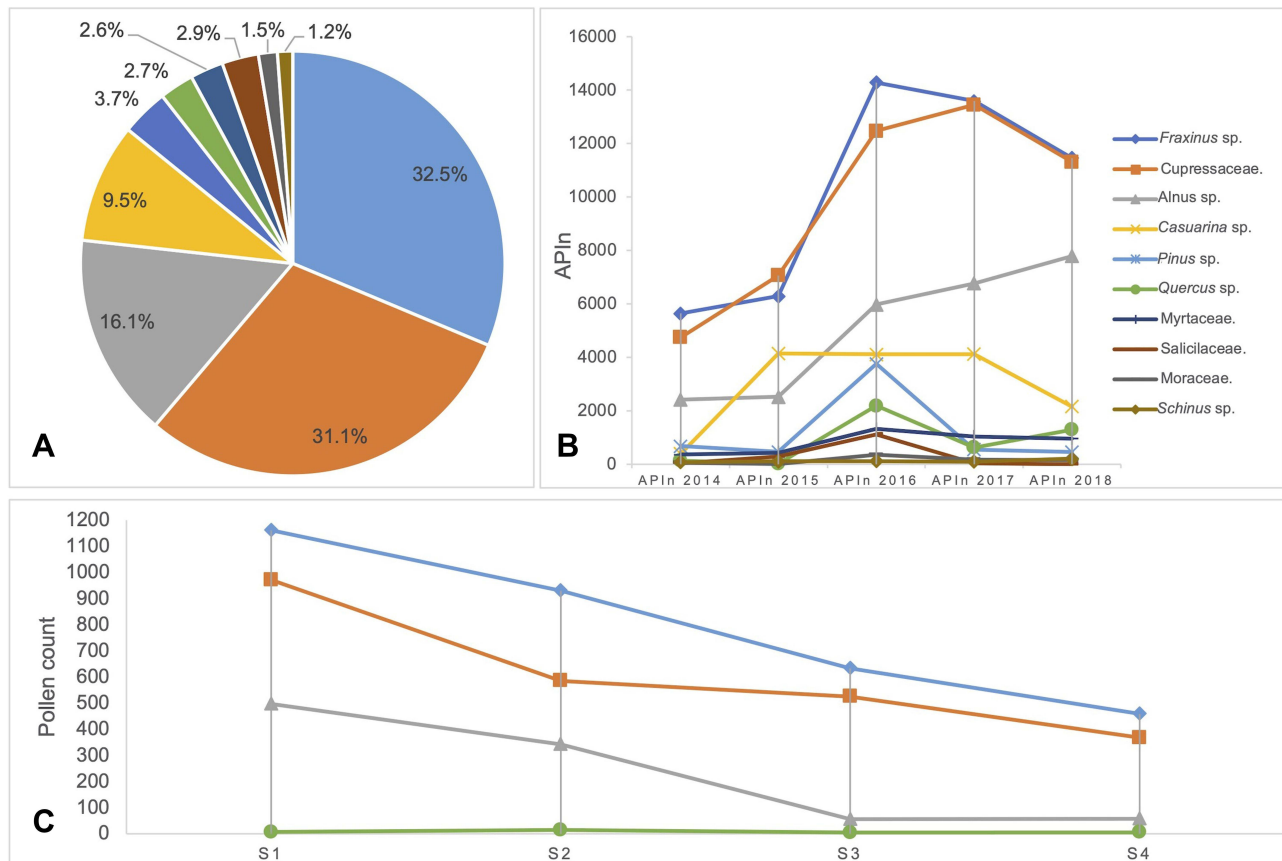 A
32.5%
31.1%
16.1%
9.5%
3.7%
2.7%
2.6%
2.9%
1.5%
1.2%
B
APIn
16000
14000
12000
10000
8000
6000
4000
2000
0
APIn 2014 APIn 2015 APIn 2016 APIn 2017 APIn 2018
Fraxinus sp.
Cupressaceae.
Alnus sp.
Casuarina sp.
Pinus sp.
Quercus sp.
Myrtaceae.
Salicilaceae.
Moraceae.
Schinus sp.
C
Pollen count
1200
1100
1000
900
800
700
600
500
400
300
200
100
0
S1 S2 S3 S4